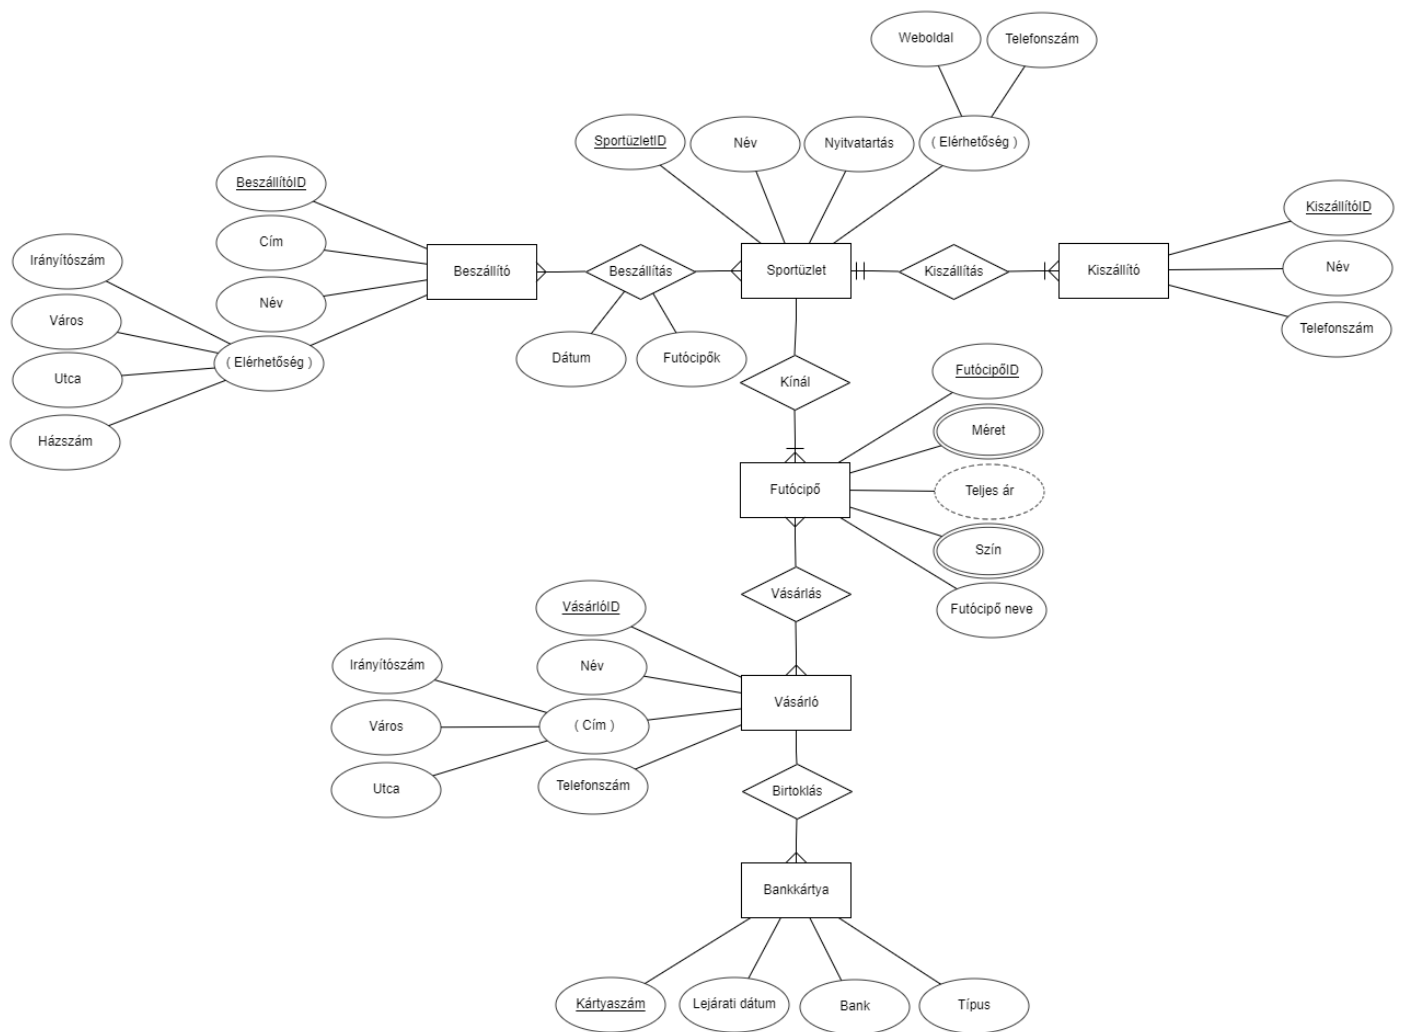 Weboldal
Telefonszám
SportüzletID
Név
Nyitvatartás
( Elérhetőség )
BeszállítóID
KiszállítóID
Cím
Irányítószám
Beszállító
Beszállítás
Sportüzlet
Kiszállítás
Kiszállító
Név
Név
Város
Telefonszám
( Elérhetőség )
Dátum
Futócipők
Utca
Kínál
FutócipőID
Házszám
Méret
Futócipő
Teljes ár
Szín
Vásárlás
VásárlóID
Futócipő neve
Irányítószám
Név
Vásárló
Város
( Cím )
Utca
Telefonszám
Birtoklás
Bankkártya
Kártyaszám
Lejárati dátum
Bank
Típus